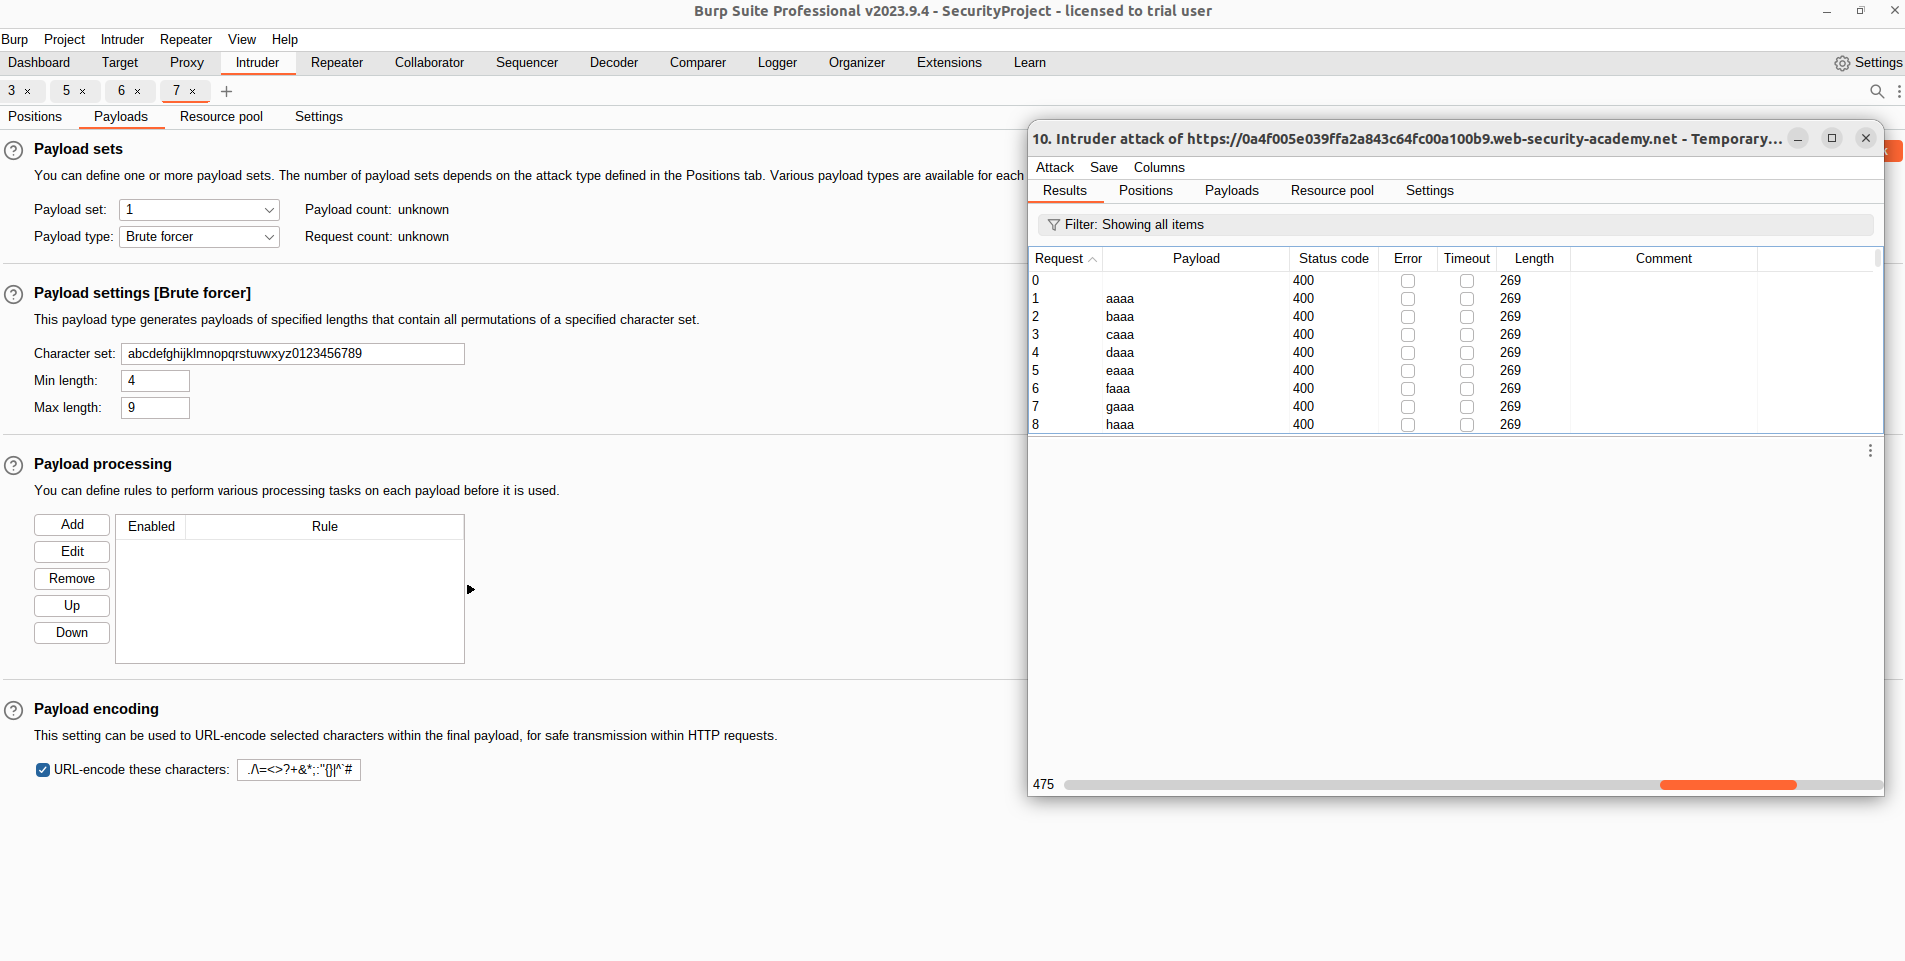 Burp Suite Professional v2023.9.4 - SecurityProject - licensed to trial user
Burp Project Intruder Repeater View Help
Dashboard Target Proxy Intruder Repeater Collaborator Sequencer Decoder Comparer Logger Organizer Extensions Learn Settings
3 × 5 × 6 × 7 × +
Positions Payloads Resource pool Settings
Payload sets
You can define one or more payload sets. The number of payload sets depends on the attack type defined in the Positions tab. Various payload types are available for each
Payload set: 1 Payload count: unknown
Payload type: Brute forcer Request count: unknown
Payload settings [Brute forcer]
This payload type generates payloads of specified lengths that contain all permutations of a specified character set.
Character set: abcdefghijklmnopqrstuvwxyz0123456789
Min length: 4
Max length: 9
Payload processing
You can define rules to perform various processing tasks on each payload before it is used.
Add
Edit
Remove
Up
Down
Enabled Rule
Payload encoding
This setting can be used to URL-encode selected characters within the final payload, for safe transmission within HTTP requests.
URL-encode these characters: ./\=<>?+&*;:"{}|^`#
10. Intruder attack of https://0a4f005e039ffa2a843c64fc00a100b9.web-security-academy.net - Temporary...
Attack Save Columns
Results Positions Payloads Resource pool Settings
Filter: Showing all items
Request Payload Status code Error Timeout Length Comment
0 400 269
1 aaaa 400 269
2 baaa 400 269
3 caaa 400 269
4 daaa 400 269
5 eaaa 400 269
6 faaa 400 269
7 gaaa 400 269
8 haaa 400 269
475